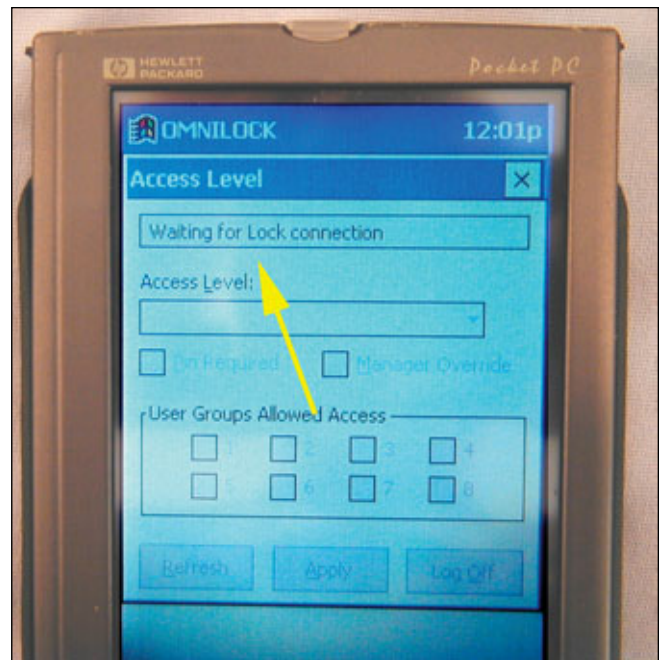 HEWLETT
PACKARD
Pocket PC
OMNILOCK 12:01p
Access Level
Waiting for Lock connection
Access Level:
Pin Required Manager Override
User Groups Allowed Access
1 2 3 4
5 6 7 8
Refresh Apply Log Off